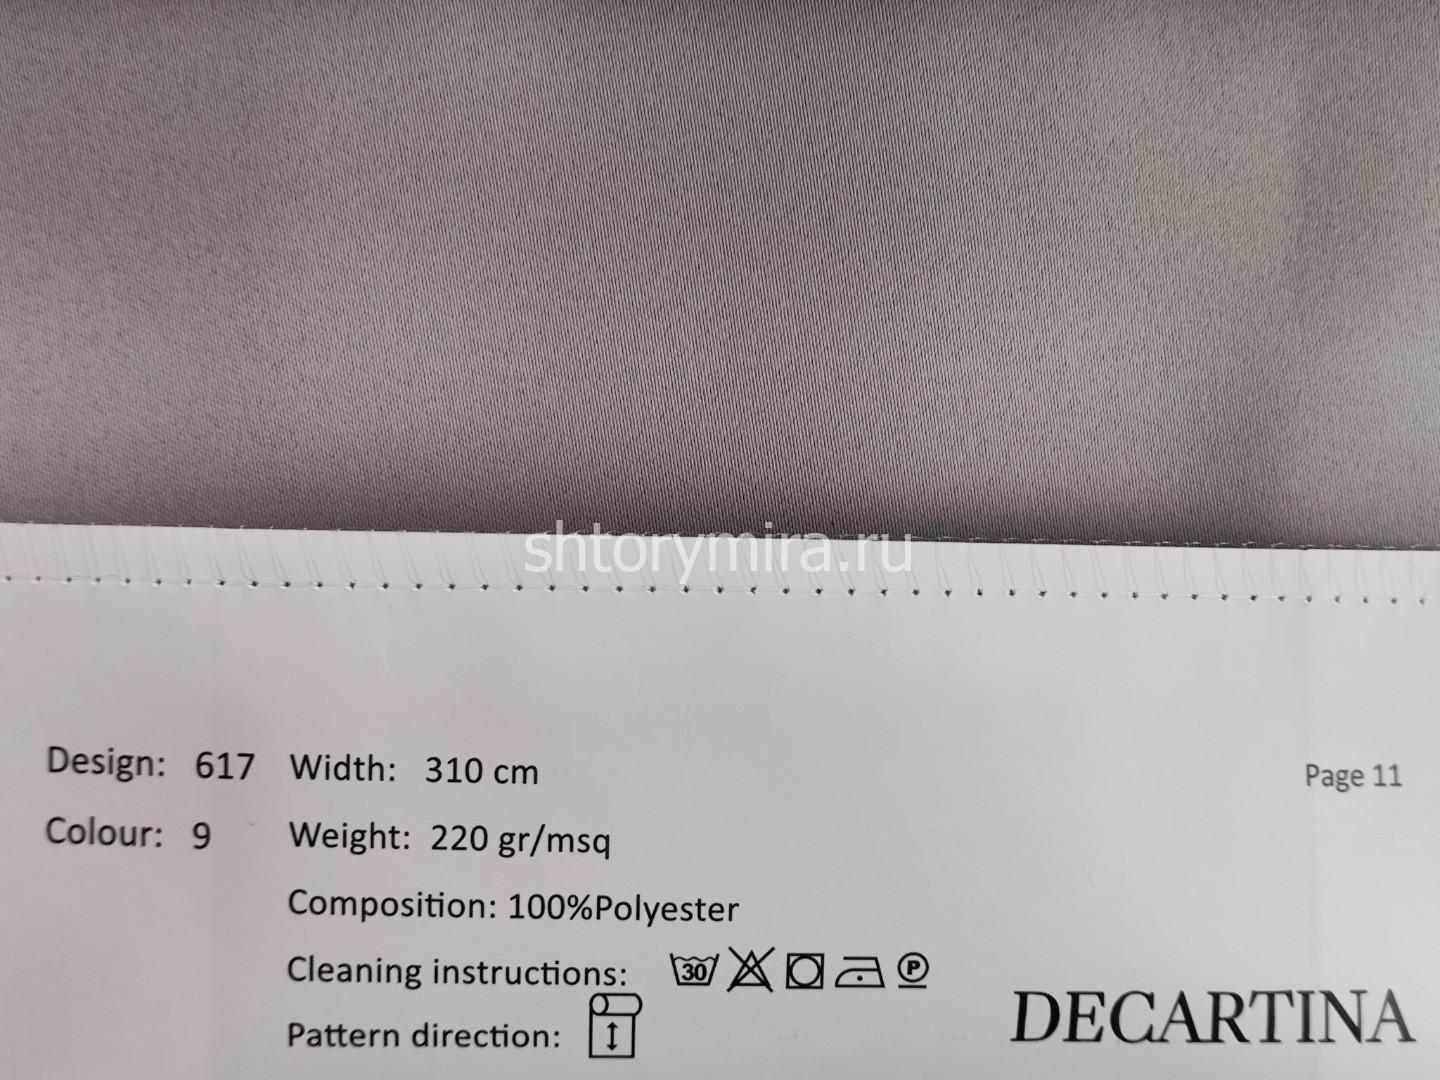 shtorymira.ru
Design: 617 Width: 310 cm Page 11
Colour: 9 Weight: 220 gr/msq
Composition: 100%Polyester
Cleaning instructions: 30 P
Pattern direction:
DECARTINA